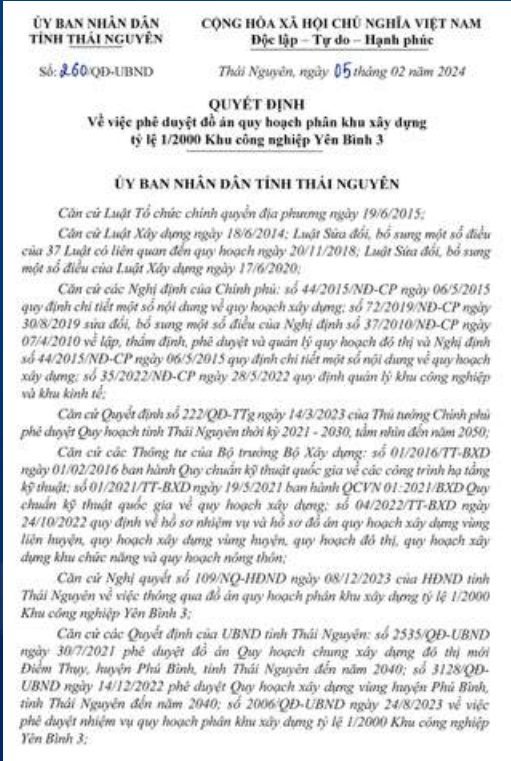 ỦY BAN NHÂN DÂN
TỈNH THÁI NGUYÊN
CỘNG HÒA XÃ HỘI CHỦ NGHĨA VIỆT NAM
Độc lập – Tự do – Hạnh phúc
Số: 260/QĐ-UBND
Thái Nguyên, ngày 05 tháng 02 năm 2024
QUYẾT ĐỊNH
Về việc phê duyệt đồ án quy hoạch phân khu xây dựng
tỷ lệ 1/2000 Khu công nghiệp Yên Bình 3
ỦY BAN NHÂN DÂN TỈNH THÁI NGUYÊN
Căn cứ Luật Tổ chức chính quyền địa phương ngày 19/6/2015;
Căn cứ Luật Xây dựng ngày 18/6/2014; Luật Sửa đổi, bổ sung một số điều
của 37 Luật có liên quan đến quy hoạch ngày 20/11/2018; Luật Sửa đổi, bổ sung
một số điều của Luật Xây dựng ngày 17/6/2020;
Căn cứ các Nghị định của Chính phủ: số 44/2015/NĐ-CP ngày 06/5/2015
quy định chi tiết một số nội dung về quy hoạch xây dựng; số 72/2019/NĐ-CP ngày
30/8/2019 sửa đổi, bổ sung một số điều của Nghị định số 37/2010/NĐ-CP ngày
07/4/2010 về lập, thẩm định, phê duyệt và quản lý quy hoạch đô thị và Nghị định
số 44/2015/NĐ-CP ngày 06/5/2015 quy định chi tiết một số nội dung về quy hoạch
xây dựng; số 35/2022/NĐ-CP ngày 28/5/2022 quy định quản lý khu công nghiệp
và khu kinh tế;
Căn cứ Quyết định số 222/QĐ-TTg ngày 14/3/2023 của Thủ tướng Chính phủ
phê duyệt Quy hoạch tỉnh Thái Nguyên thời kỳ 2021 - 2030, tầm nhìn đến năm 2050;
Căn cứ các Thông tư của Bộ trưởng Bộ Xây dựng: số 01/2016/TT-BXD
ngày 01/02/2016 ban hành Quy chuẩn kỹ thuật quốc gia về các công trình hạ tầng
kỹ thuật; số 01/2021/TT-BXD ngày 19/5/2021 ban hành QCVN 01:2021/BXD Quy
chuẩn kỹ thuật quốc gia về quy hoạch xây dựng; số 04/2022/TT-BXD ngày
24/10/2022 quy định về hồ sơ nhiệm vụ và hồ sơ đồ án quy hoạch xây dựng vùng
liên huyện, quy hoạch xây dựng vùng huyện, quy hoạch đô thị, quy hoạch xây
dựng khu chức năng và quy hoạch nông thôn;
Căn cứ Nghị quyết số 109/NQ-HĐND ngày 08/12/2023 của HĐND tỉnh
Thái Nguyên về việc thông qua đồ án quy hoạch phân khu xây dựng tỷ lệ 1/2000
Khu công nghiệp Yên Bình 3;
Căn cứ các Quyết định của UBND tỉnh Thái Nguyên: số 2535/QĐ-UBND
ngày 30/7/2021 phê duyệt đồ án Quy hoạch chung xây dựng đô thị mới
Điềm Thụy, huyện Phú Bình, tỉnh Thái Nguyên đến năm 2040; số 3128/QĐ-
UBND ngày 14/12/2022 phê duyệt Quy hoạch xây dựng vùng huyện Phú Bình,
tỉnh Thái Nguyên đến năm 2040; số 2006/QĐ-UBND ngày 24/8/2023 về việc
phê duyệt nhiệm vụ quy hoạch phân khu xây dựng tỷ lệ 1/2000 Khu công nghiệp
Yên Bình 3;